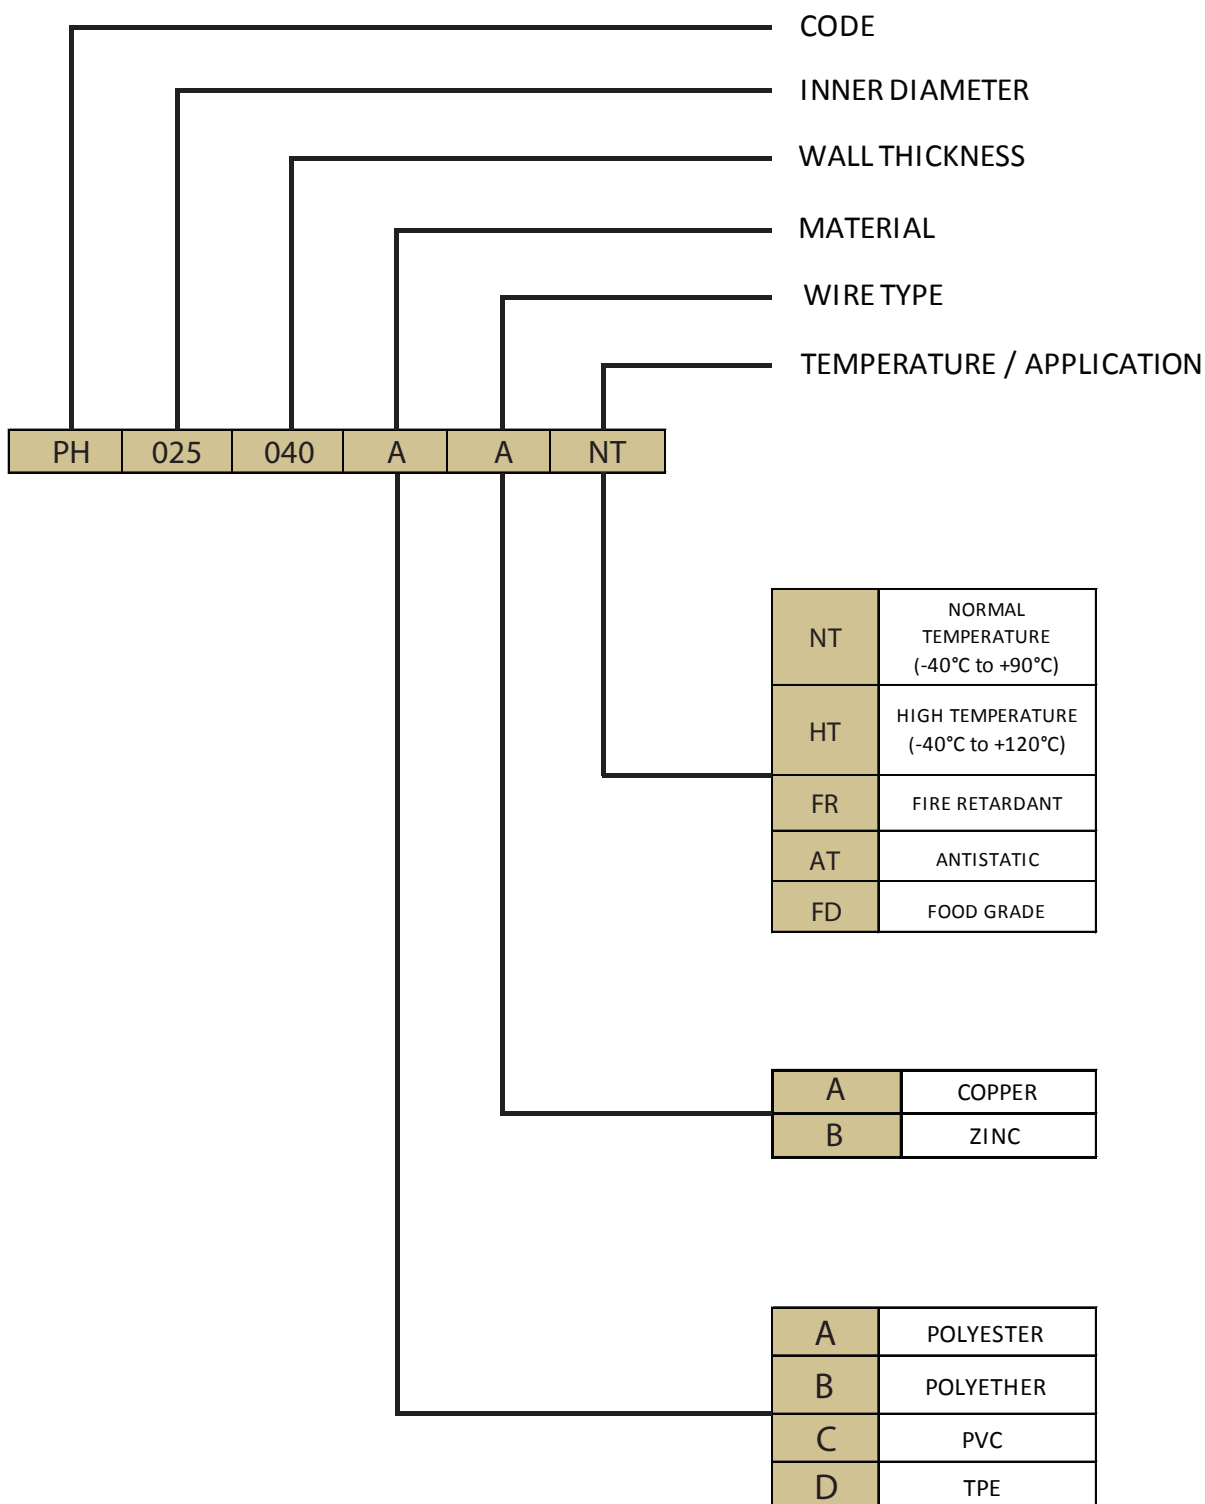 CODE
INNER DIAMETER
WALL THICKNESS
MATERIAL
WIRE TYPE
TEMPERATURE / APPLICATION
PH 025 040 A A NT
NT
NORMAL
TEMPERATURE
(-40°C to +90°C)
HT
HIGH TEMPERATURE
(-40°C to +120°C)
FR FIRE RETARDANT
AT ANTISTATIC
FD FOOD GRADE
A COPPER
B ZINC
A POLYESTER
B POLYETHER
C PVC
D TPE